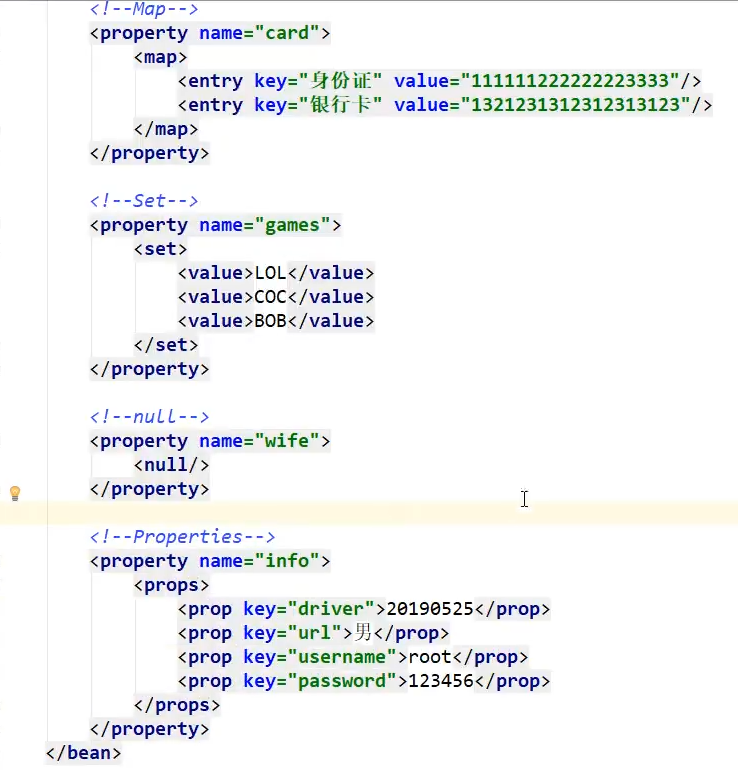 <!--Map-->
<property name="card">
<map>
<entry key="身份证" value="111111222222223333"/>
<entry key="银行卡" value="1321231312312313123"/>
</map>
</property>
<!--Set-->
<property name="games">
<set>
<value>LOL</value>
<value>COC</value>
<value>BOB</value>
</set>
</property>
<!--null-->
<property name="wife">
<null/>
</property>
<!--Properties-->
<property name="info">
<props>
<prop key="driver">20190525</prop>
<prop key="url">男</prop>
<prop key="username">root</prop>
<prop key="password">123456</prop>
</props>
</property>
</bean>